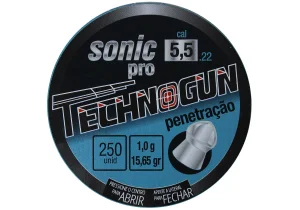 cal
sonic 5,5 .22
pro
TECHNOGUN
penetração
250 1,0 g
unid 15,65 gr
PRESSIONE O CENTRO APERTE A LATERAL
PARA ABRIR PARA FECHAR